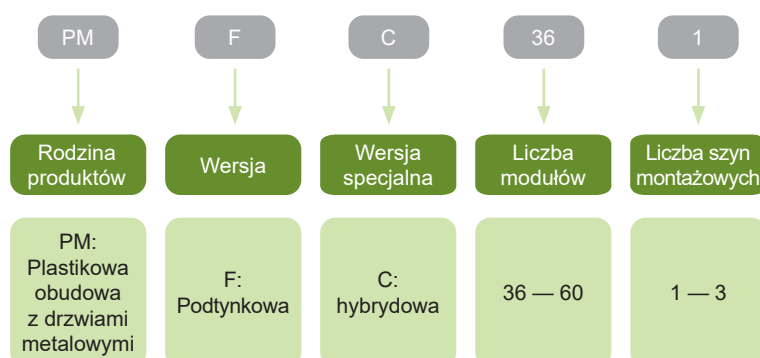 PM
F
C
36
1
Rodzina
produktów
Wersja
Wersja
specjalna
Liczba
modułów
Liczba szyn
montażowych
PM:
Plastikowa
obudowa
z drzwiami
metalowymi
F:
Podtynkowa
C:
hybrydowa
36 — 60
1 — 3